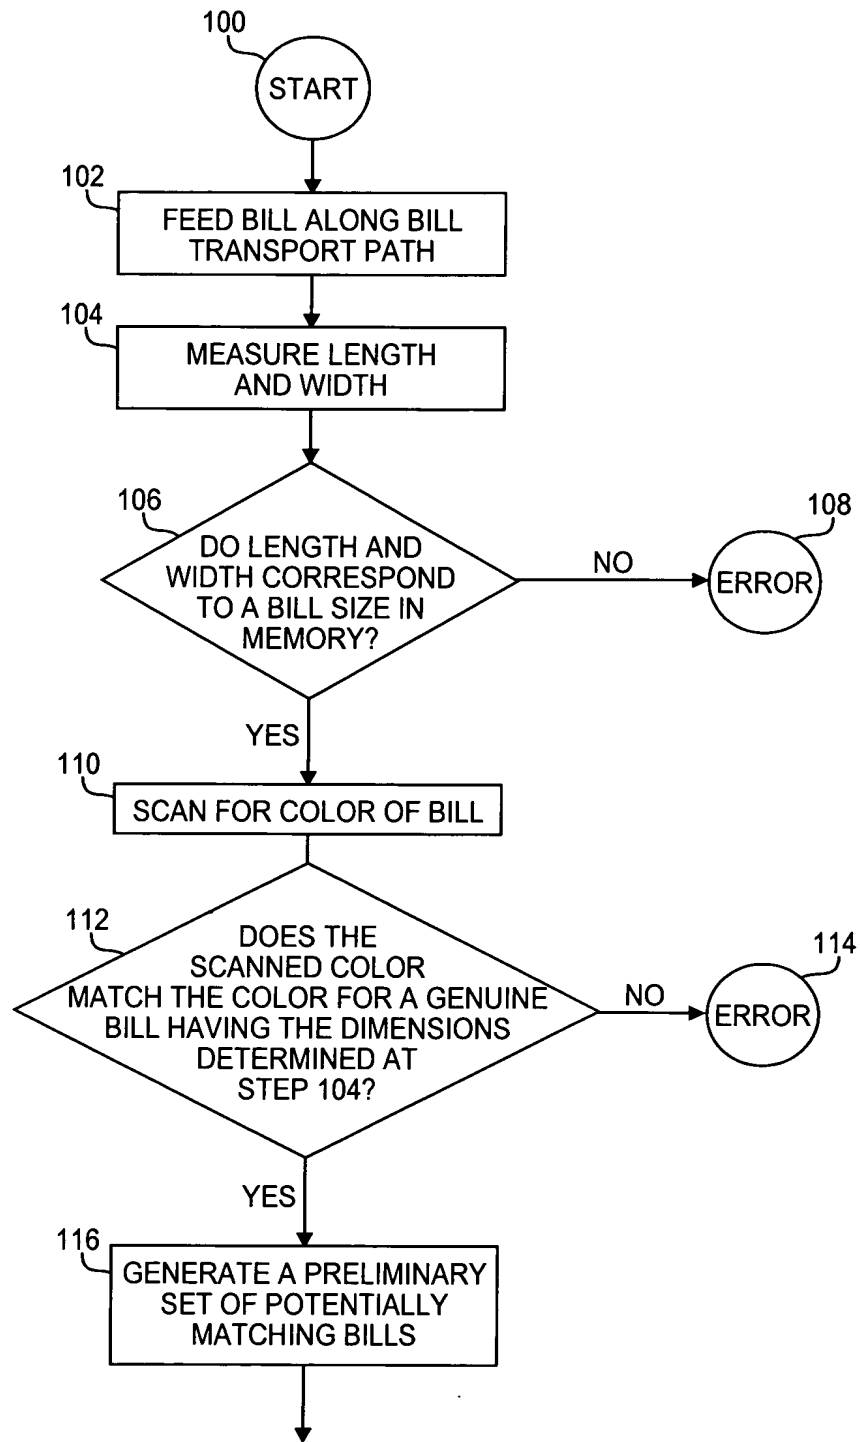 100
START
102
FEED BILL ALONG BILL
TRANSPORT PATH
104
MEASURE LENGTH
AND WIDTH
106
DO LENGTH AND
WIDTH CORRESPOND
TO A BILL SIZE IN
MEMORY?
NO
108
ERROR
YES
110
SCAN FOR COLOR OF BILL
112
DOES THE
SCANNED COLOR
MATCH THE COLOR FOR A GENUINE
BILL HAVING THE DIMENSIONS
DETERMINED AT
STEP 104?
NO
114
ERROR
YES
116
GENERATE A PRELIMINARY
SET OF POTENTIALLY
MATCHING BILLS